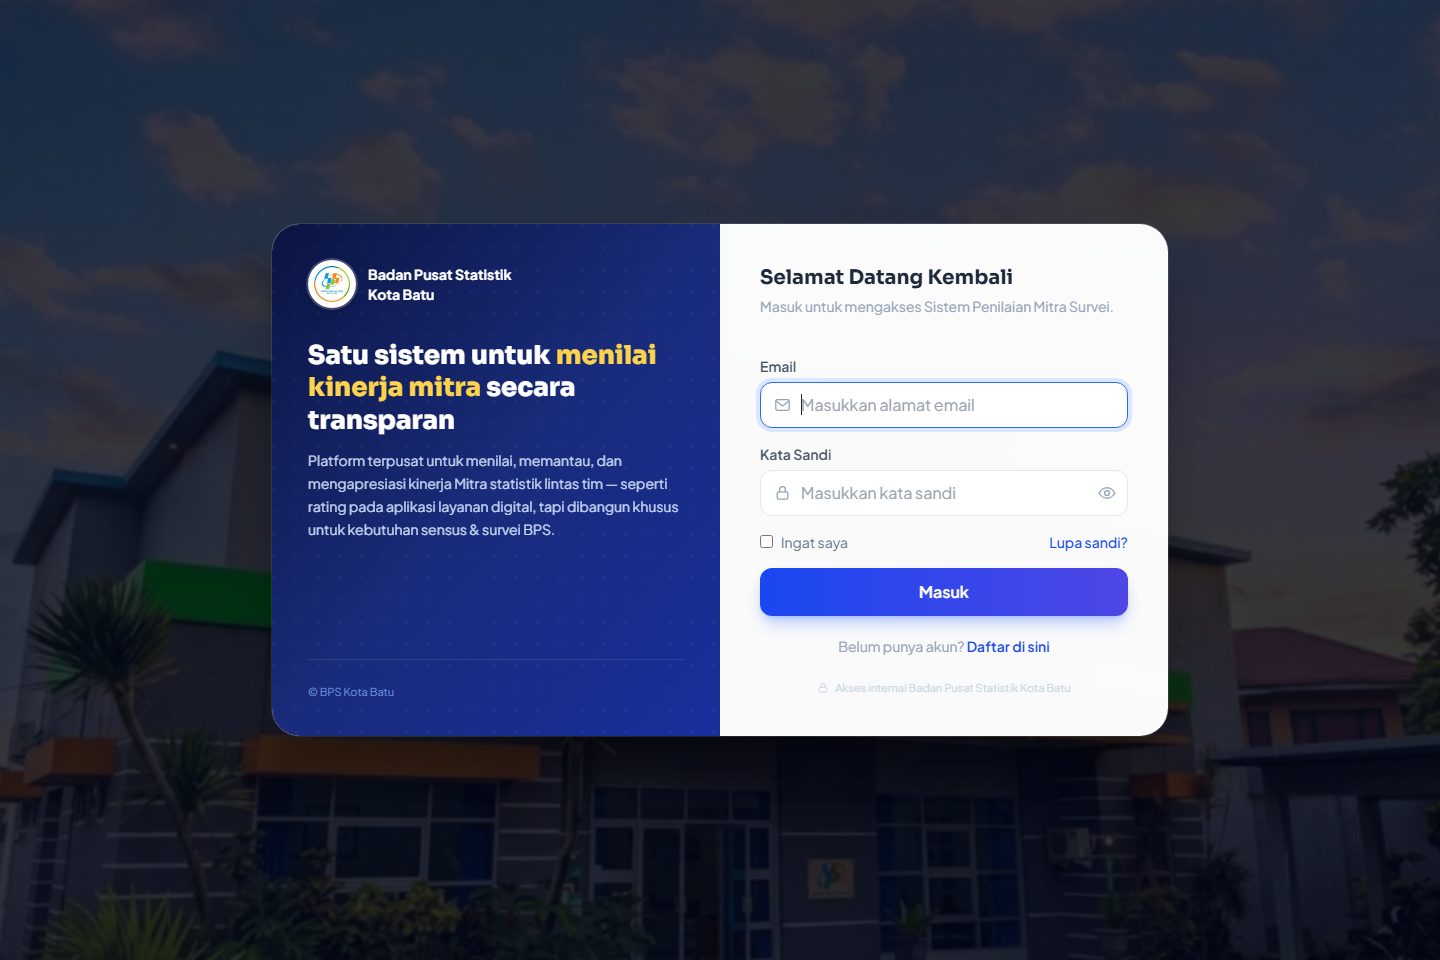 Badan Pusat Statistik
Kota Batu
Satu sistem untuk menilai
kinerja mitra secara
transparan
Platform terpusat untuk menilai, memantau, dan
mengapresiasi kinerja Mitra statistik lintas tim — seperti
rating pada aplikasi layanan digital, tapi dibangun khusus
untuk kebutuhan sensus & survei BPS.
© BPS Kota Batu
Selamat Datang Kembali
Masuk untuk mengakses Sistem Penilaian Mitra Survei.
Email
Masukkan alamat email
Kata Sandi
Masukkan kata sandi
Ingat saya
Lupa sandi?
Masuk
Belum punya akun? Daftar di sini
Akses internal Badan Pusat Statistik Kota Batu